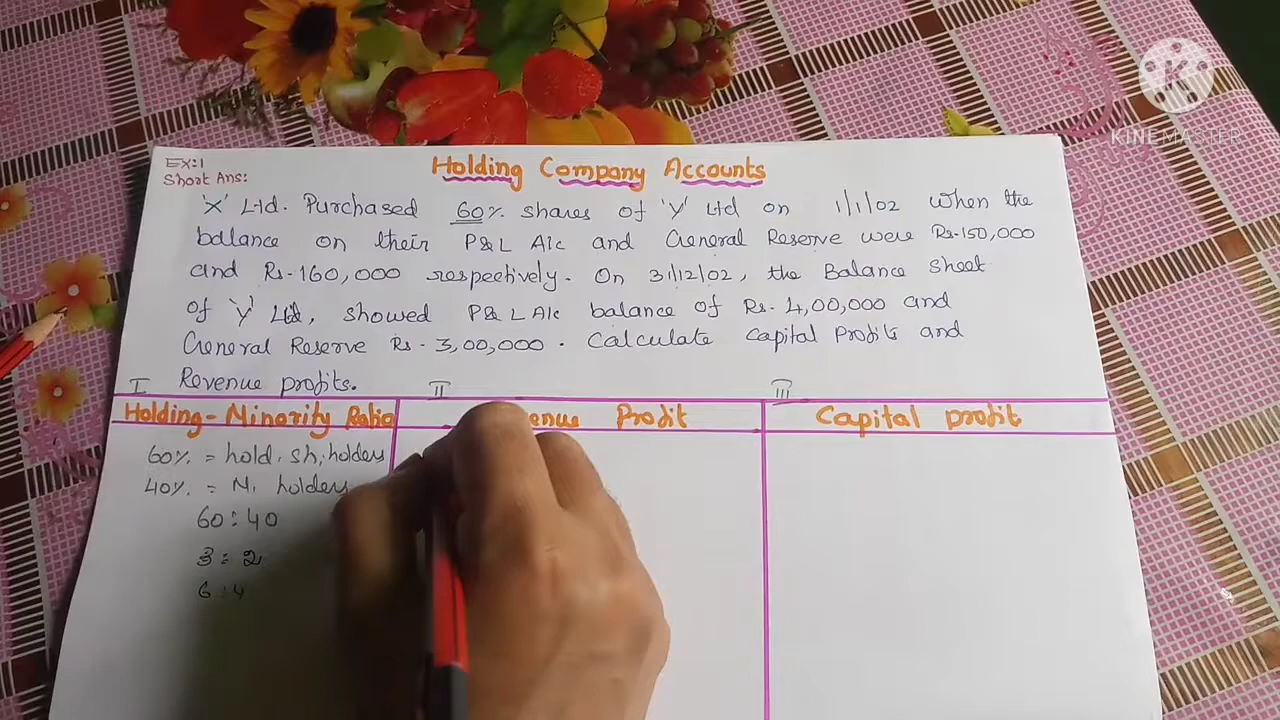 Ex:1
Short Ans:
Holding Company Accounts
'X' Ltd. Purchased 60% shares of 'Y' Ltd on 1/1/02 when the
balance on their P&L A/c and General Reserve were Rs.150,000
and Rs.160,000 respectively. On 31/12/02, the Balance Sheet
of 'Y' Ltd, showed P&L A/c balance of Rs. 4,00,000 and
General Reserve Rs. 3,00,000. Calculate Capital Profits and
Revenue profits.
I II III
Holding-Minority Ratio
enue Profit
Capital profit
60% = hold. sh. holders
40% = Mi holders
60:40
3:2
6:4
K
KINEMASTER